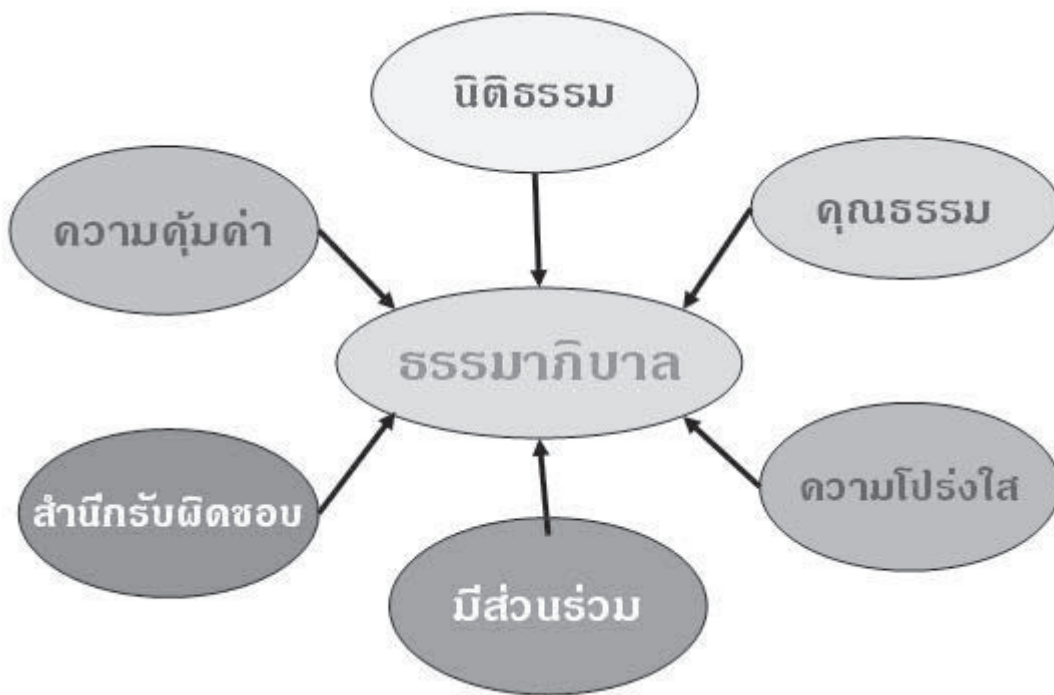 นิติธรรม
ความคุ้มค่า
คุณธรรม
ธรรมาภิบาล
สำนึกรับผิดชอบ
ความโปร่งใส
มีส่วนร่วม